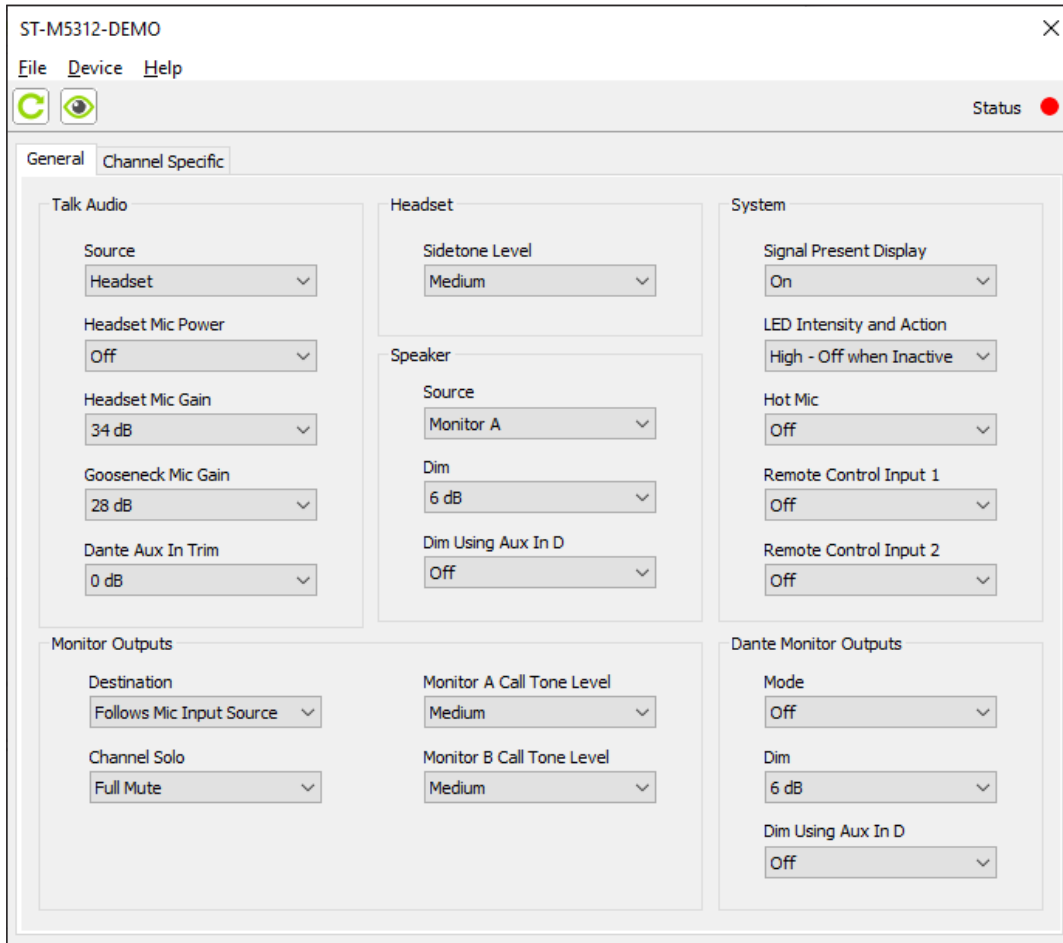 ST-M5312-DEMO
File Device Help
Status
General Channel Specific
Talk Audio
Source
Headset
Headset Mic Power
Off
Headset Mic Gain
34 dB
Gooseneck Mic Gain
28 dB
Dante Aux In Trim
0 dB
Headset
Sidetone Level
Medium
Speaker
Source
Monitor A
Dim
6 dB
Dim Using Aux In D
Off
System
Signal Present Display
On
LED Intensity and Action
High - Off when Inactive
Hot Mic
Off
Remote Control Input 1
Off
Remote Control Input 2
Off
Monitor Outputs
Destination
Follows Mic Input Source
Channel Solo
Full Mute
Monitor A Call Tone Level
Medium
Monitor B Call Tone Level
Medium
Dante Monitor Outputs
Mode
Off
Dim
6 dB
Dim Using Aux In D
Off